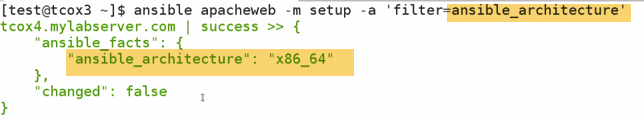 [test@tcox3 ~]$ ansible apacheweb -m setup -a 'filter=ansible_architecture'
tcox4.mylabserver.com | success >> {
    "ansible_facts": {
        "ansible_architecture": "x86_64"
    },
    "changed": false
}